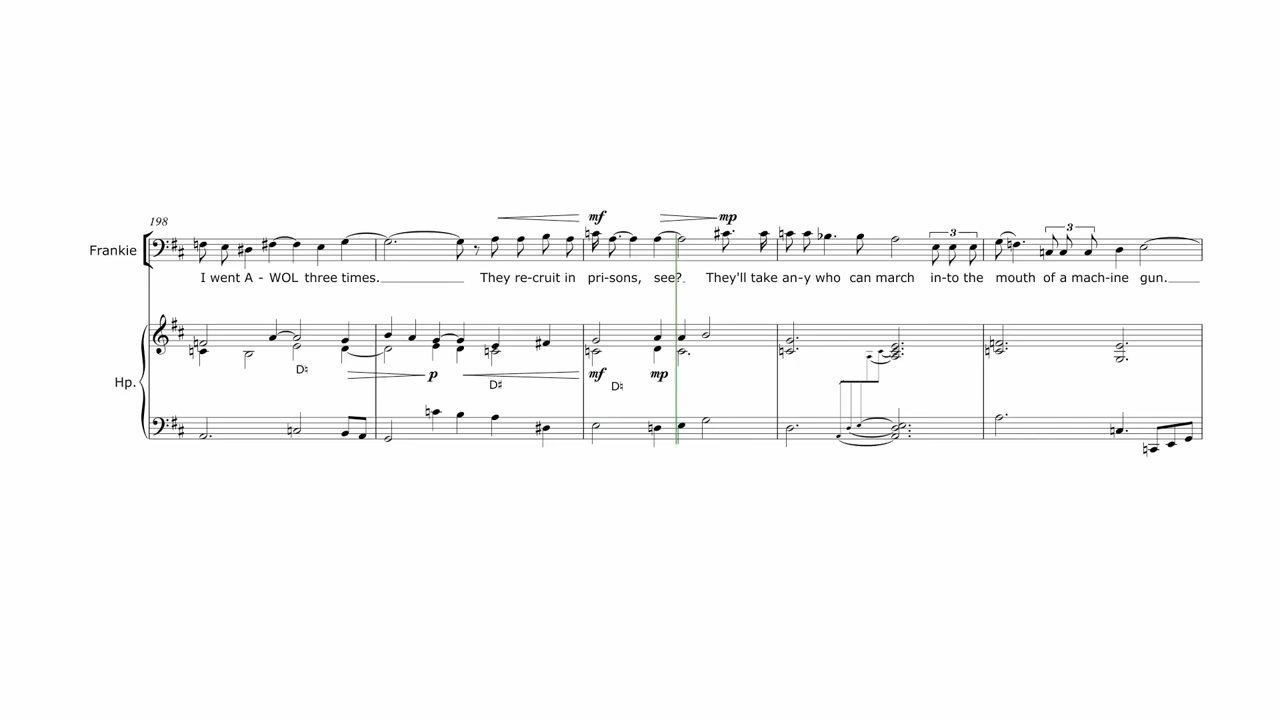 198
mf
mp
Frankie
3
3
I went A - WOL three times. They re-cruit in pri-sons, see? They'll take an-y who can march in-to the mouth of a mach-ine gun.
D♮
p
mf
mp
Hp.
D♯
D♮